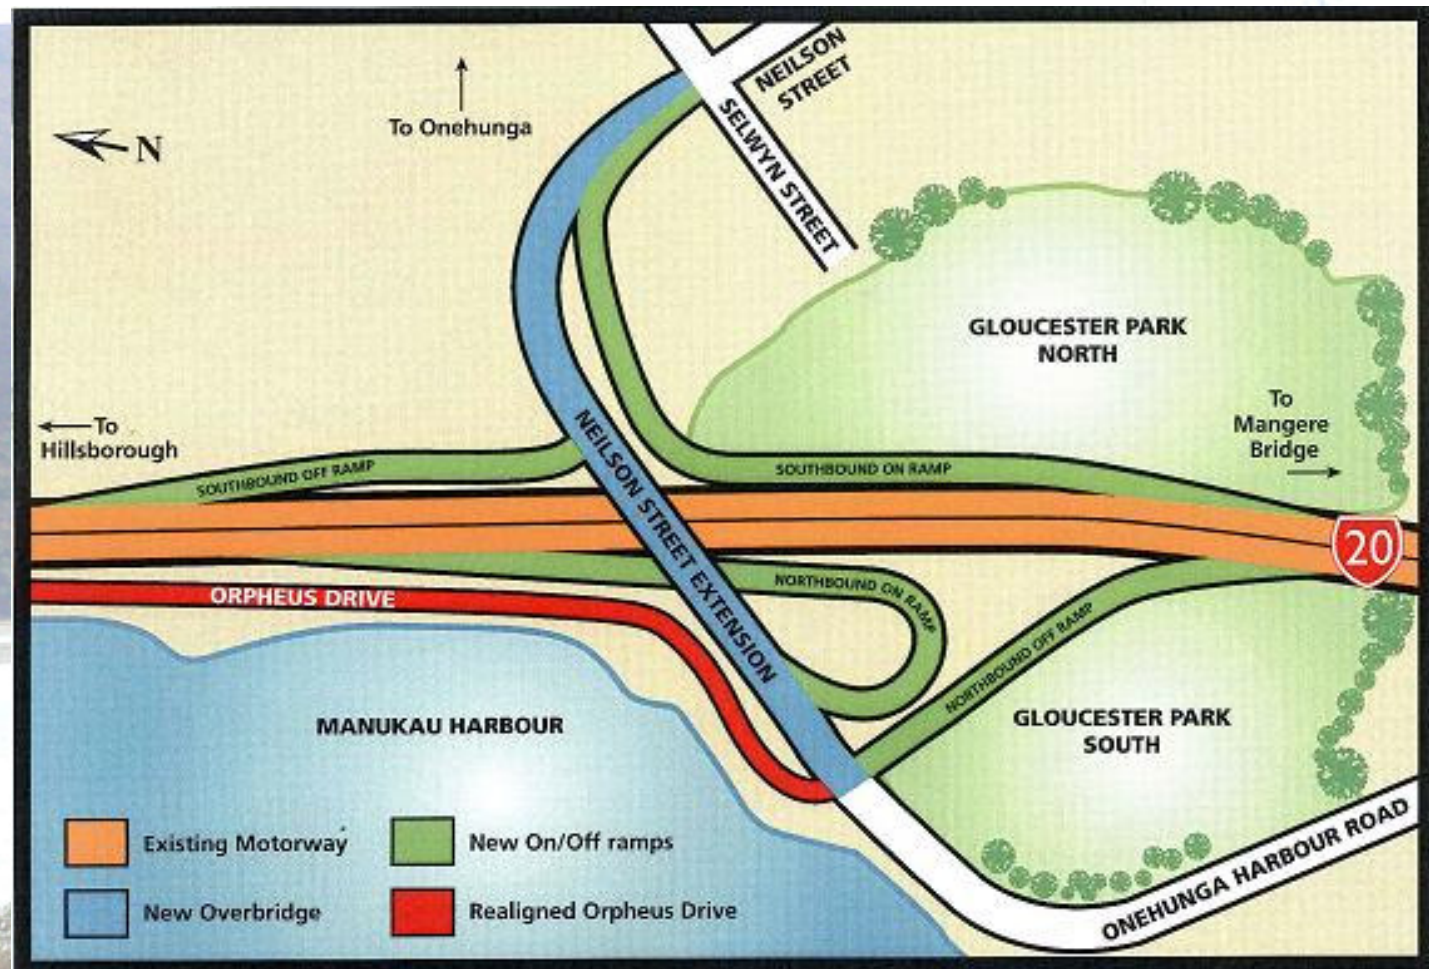 NEILSON
STREET
To Onehunga
N
SELWYN STREET
GLOUCESTER PARK
NORTH
To
Hillsborough
To
Mangere
Bridge
SOUTHBOUND OFF RAMP
NEILSON STREET EXTENSION
SOUTHBOUND ON RAMP
20
ORPHEUS DRIVE
NORTHBOUND ON RAMP
NORTHBOUND OFF RAMP
MANUKAU HARBOUR
GLOUCESTER PARK
SOUTH
ONEHUNGA HARBOUR ROAD
Existing Motorway
New On/Off ramps
New Overbridge
Realigned Orpheus Drive